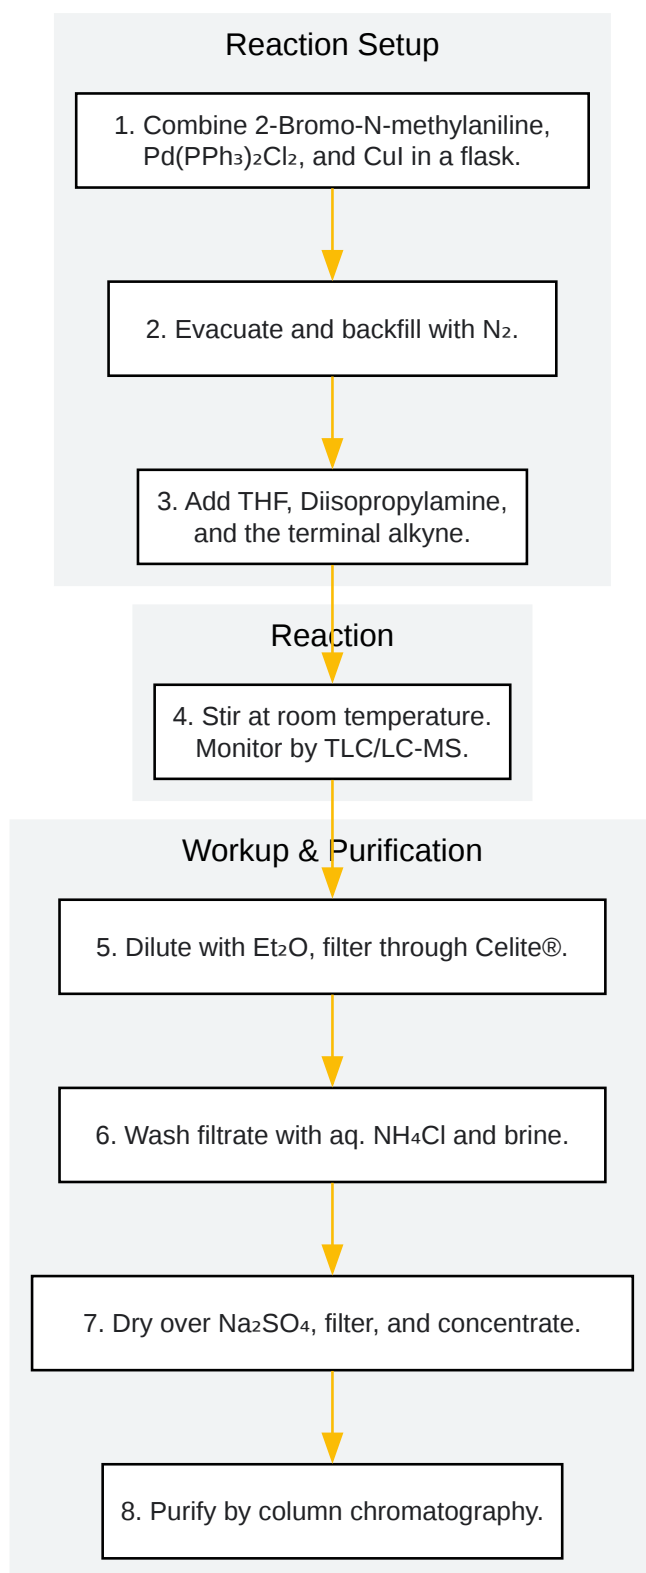 Reaction Setup
1. Combine 2-Bromo-N-methylaniline,
Pd(PPh₃)₂Cl₂, and CuI in a flask.
2. Evacuate and backfill with N₂.
3. Add THF, Diisopropylamine,
and the terminal alkyne.
Reaction
4. Stir at room temperature.
Monitor by TLC/LC-MS.
Workup & Purification
5. Dilute with Et₂O, filter through Celite®.
6. Wash filtrate with aq. NH₄Cl and brine.
7. Dry over Na₂SO₄, filter, and concentrate.
8. Purify by column chromatography.